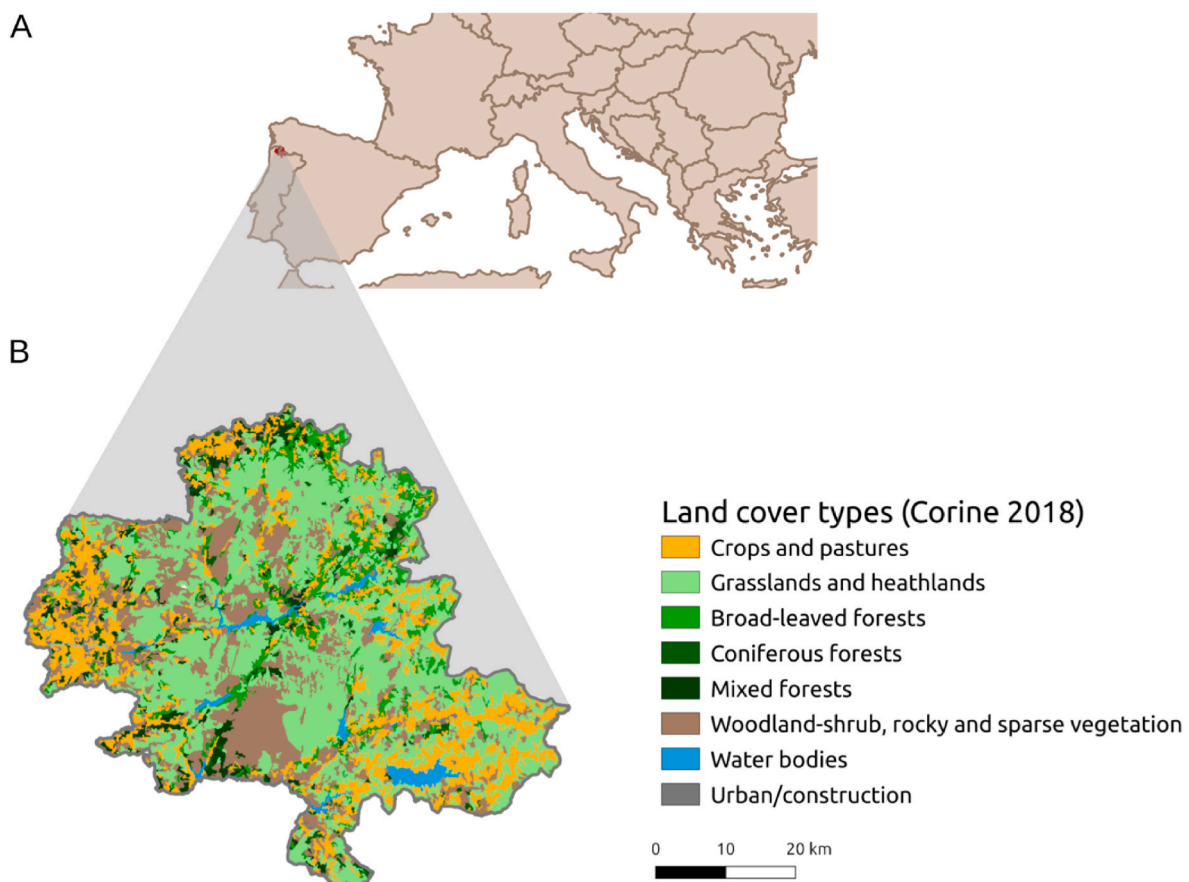 A
B
Land cover types (Corine 2018)
Crops and pastures
Grasslands and heathlands
Broad-leaved forests
Coniferous forests
Mixed forests
Woodland-shrub, rocky and sparse vegetation
Water bodies
Urban/construction
0 10 20 km